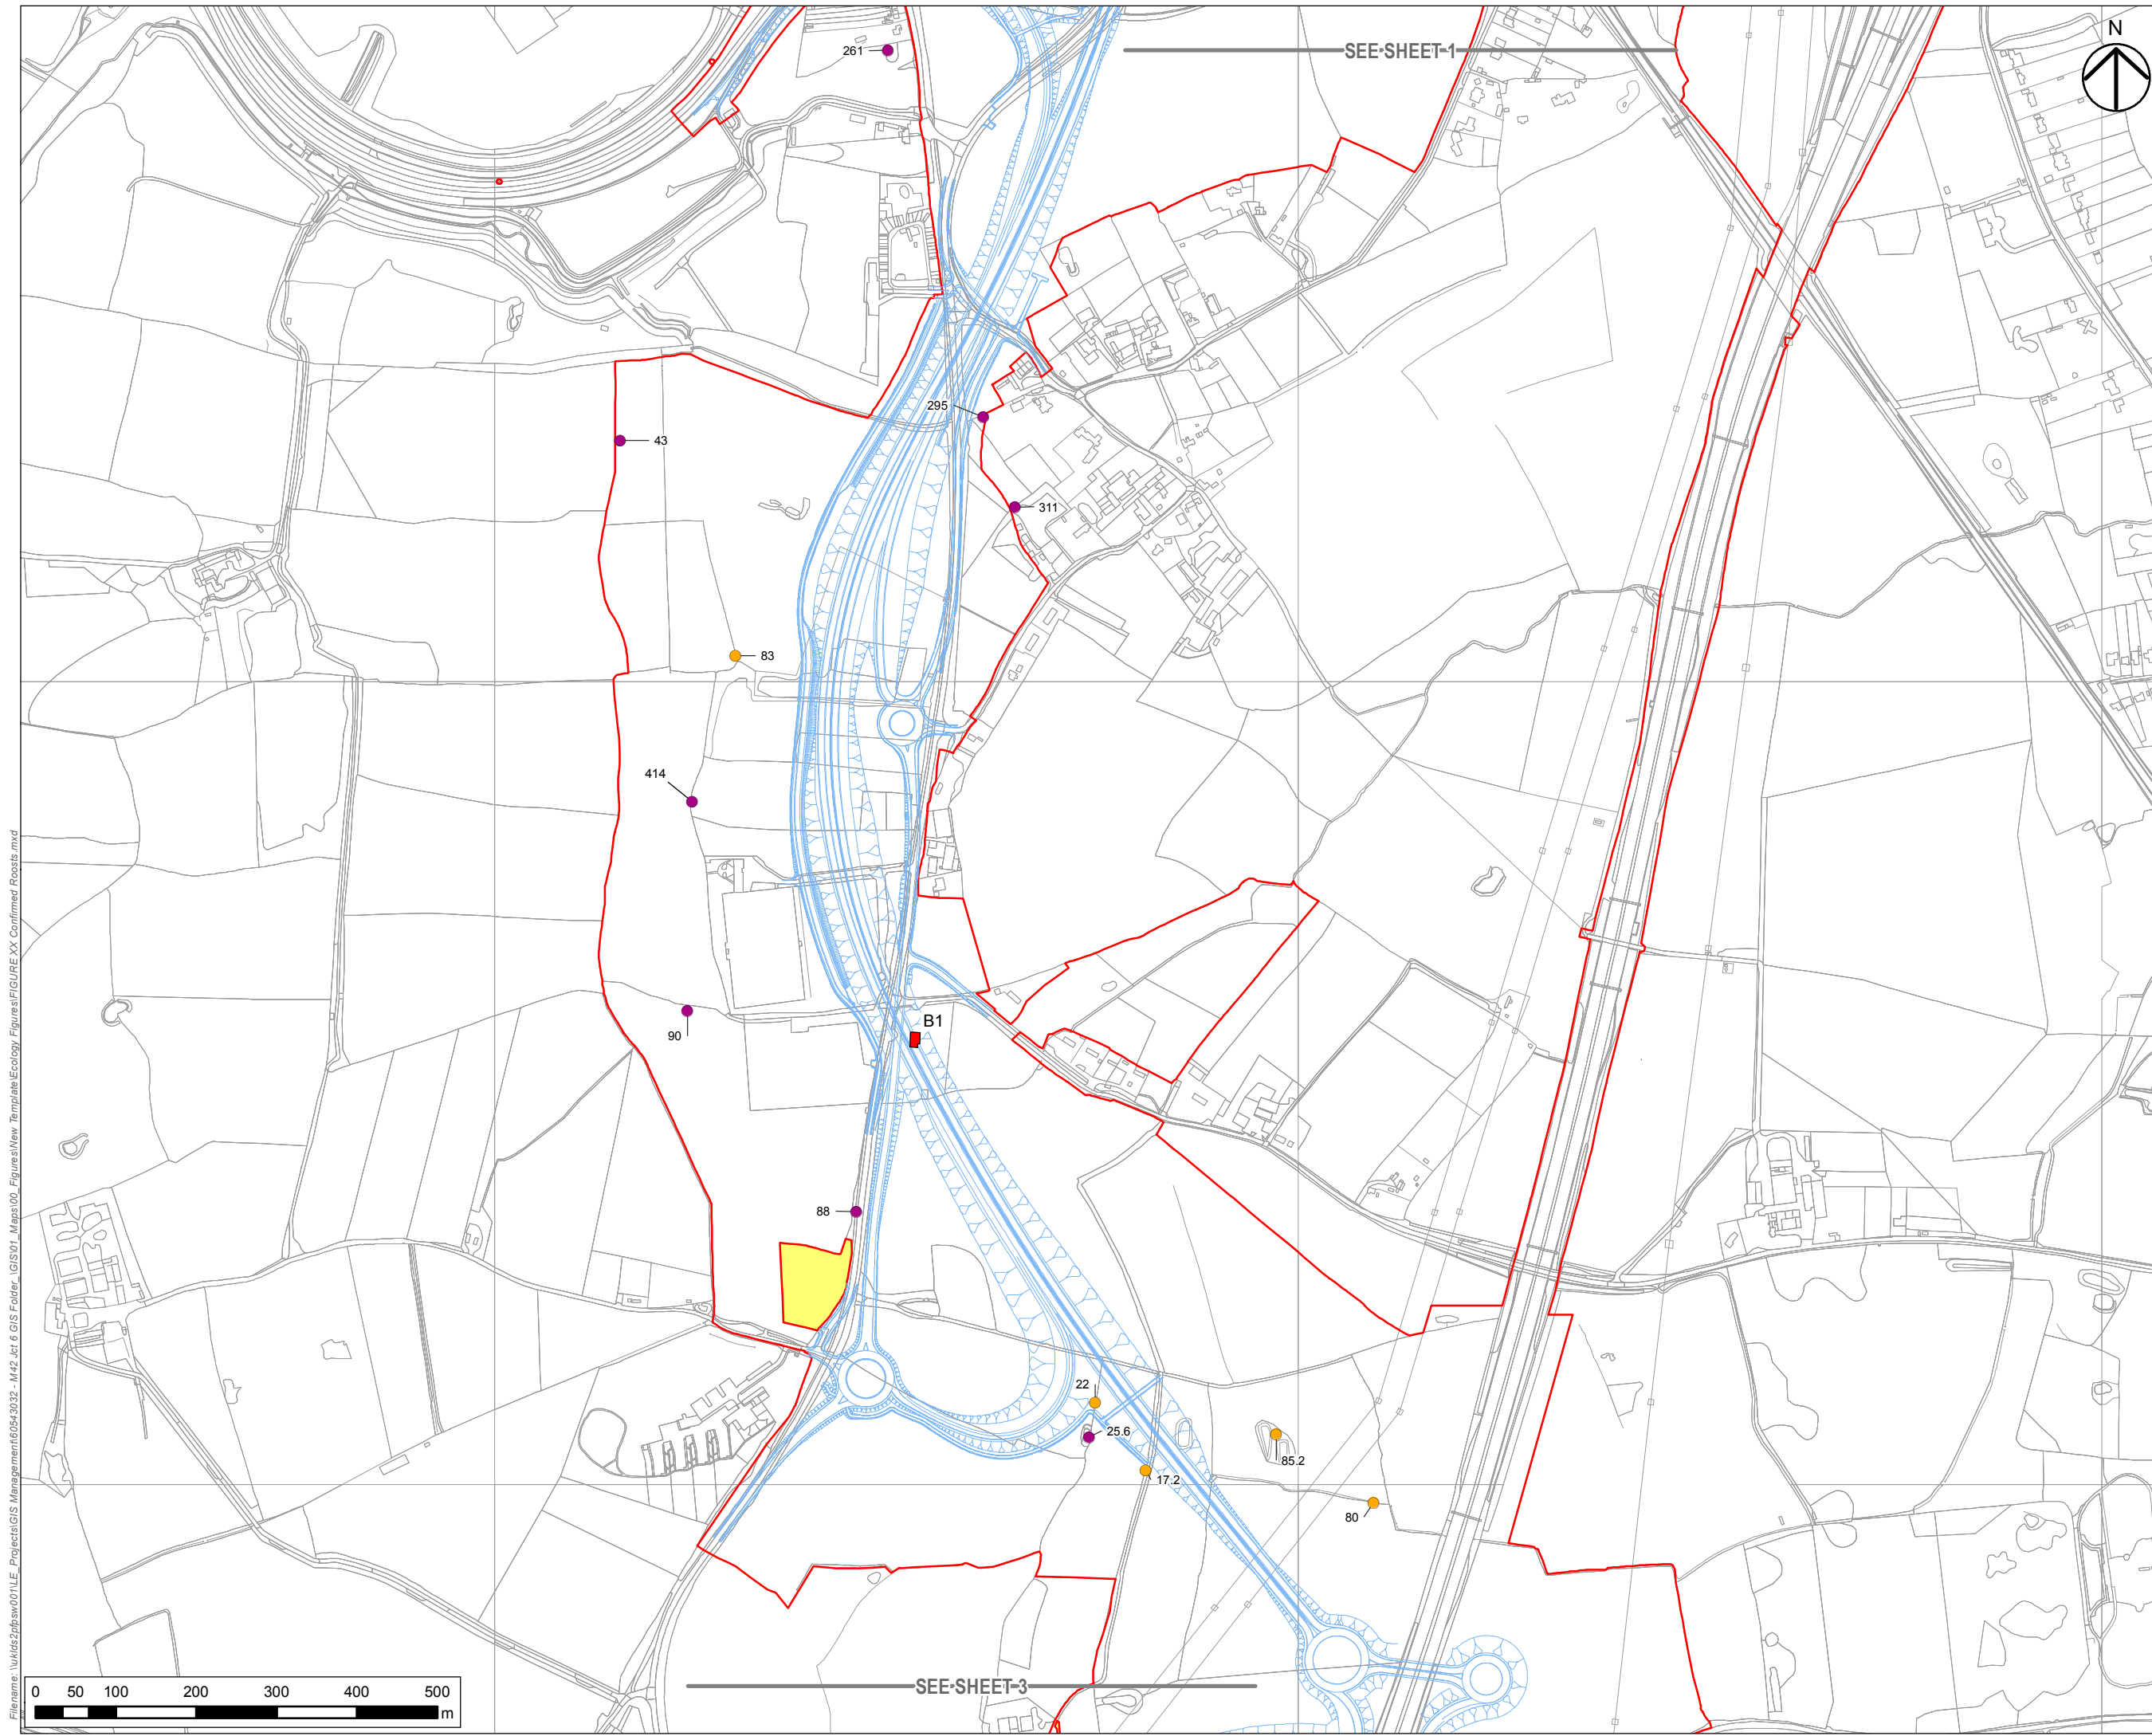 SEE SHEET 1
N
261
295
43
311
83
414
B1
90
88
22
25.6
85.2
17.2
80
SEE SHEET 3
0 50 100 200 300 400 500
m
Filename: \\ukids2pfpsw001\LE_Projects\GIS Management\60543032 - M42 Jct 6 GIS Folder_\GIS\01_Maps\00_Figures\New Template\Ecology Figures\FIGURE XX Confirmed Roosts.mxd